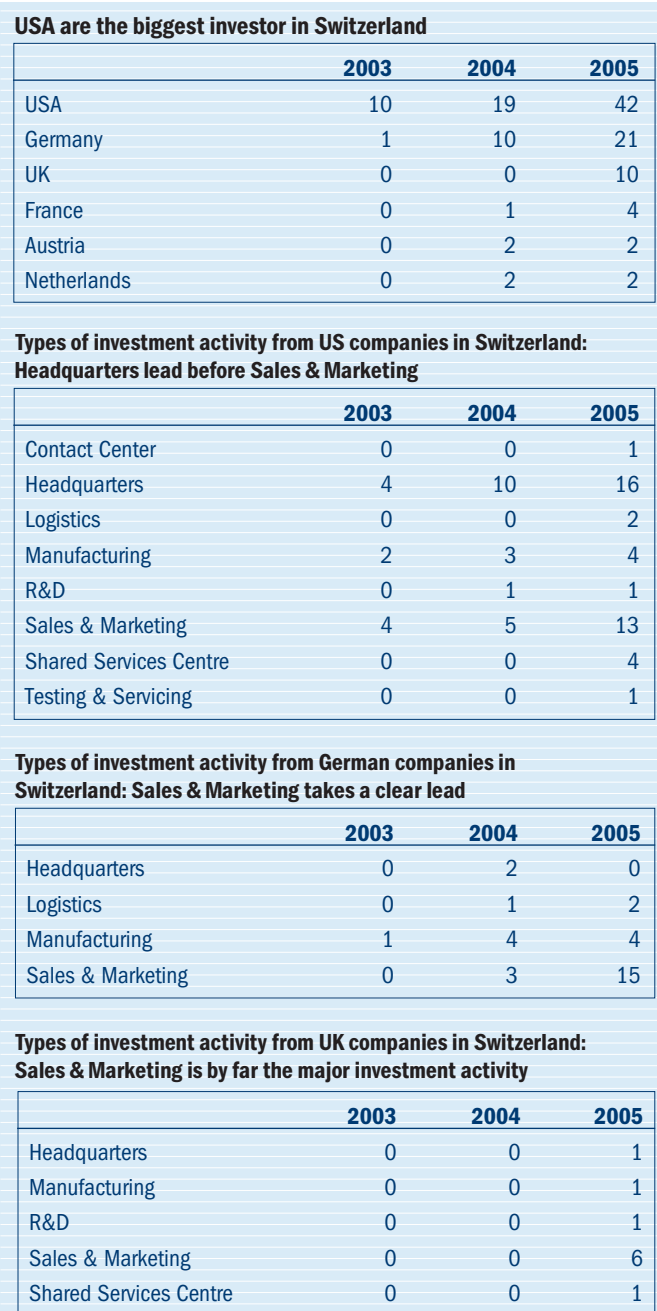 USA are the biggest investor in Switzerland
2003 2004 2005
USA 10 19 42
Germany 1 10 21
UK 0 0 10
France 0 1 4
Austria 0 2 2
Netherlands 0 2 2
Types of investment activity from US companies in Switzerland:
Headquarters lead before Sales & Marketing
2003 2004 2005
Contact Center 0 0 1
Headquarters 4 10 16
Logistics 0 0 2
Manufacturing 2 3 4
R&D 0 1 1
Sales & Marketing 4 5 13
Shared Services Centre 0 0 4
Testing & Servicing 0 0 1
Types of investment activity from German companies in
Switzerland: Sales & Marketing takes a clear lead
2003 2004 2005
Headquarters 0 2 0
Logistics 0 1 2
Manufacturing 1 4 4
Sales & Marketing 0 3 15
Types of investment activity from UK companies in Switzerland:
Sales & Marketing is by far the major investment activity
2003 2004 2005
Headquarters 0 0 1
Manufacturing 0 0 1
R&D 0 0 1
Sales & Marketing 0 0 6
Shared Services Centre 0 0 1